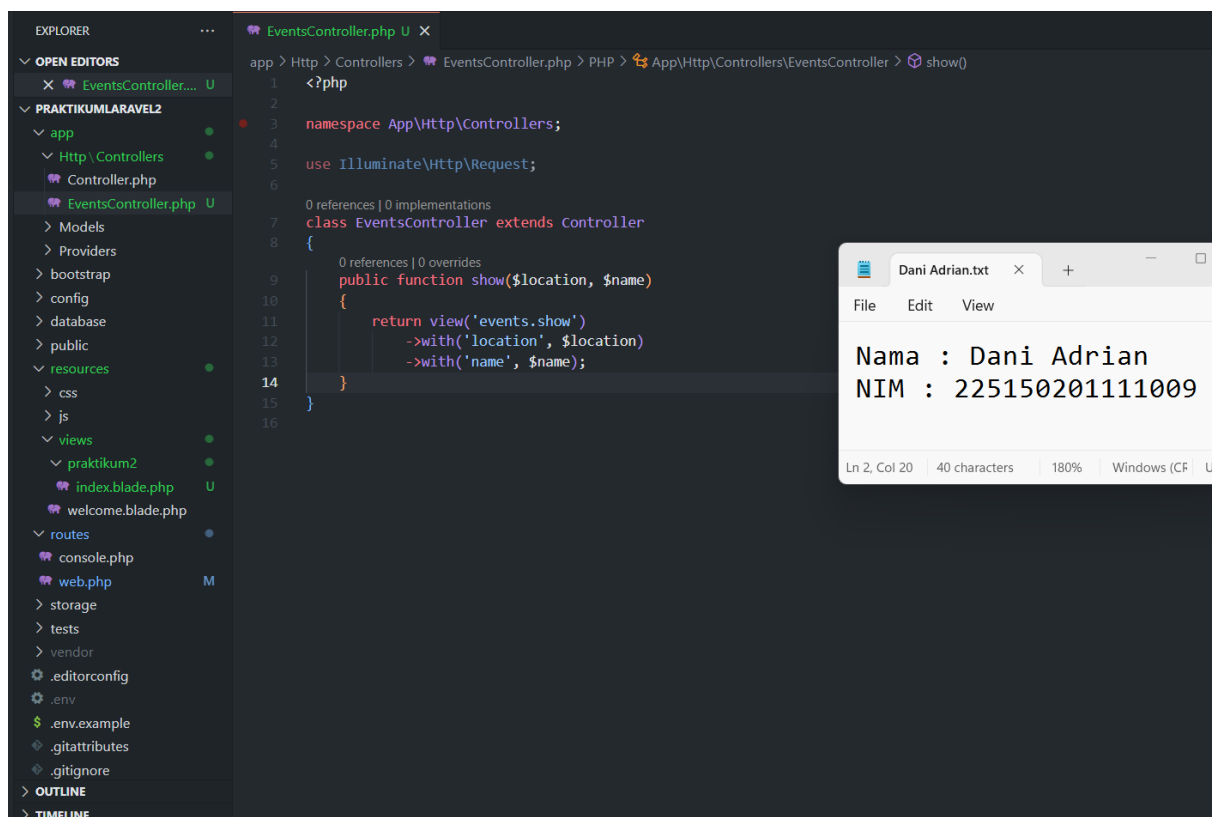 EXPLORER ...
OPEN EDITORS
EventsController.... U
PRAKTIKUMLARAVEL2
app
Http\Controllers
Controller.php
EventsController.php U
Models
Providers
bootstrap
config
database
public
resources
css
js
views
praktikum2
index.blade.php U
welcome.blade.php
routes
console.php
web.php M
storage
tests
vendor
.editorconfig
.env
.env.example
.gitattributes
.gitignore
OUTLINE
TIMELINE
EventsController.php U
app > Http > Controllers > EventsController.php > PHP > App\Http\Controllers\EventsController > show()
1 <?php
2
3 namespace App\Http\Controllers;
4
5 use Illuminate\Http\Request;
6
0 references | 0 implementations
7 class EventsController extends Controller
8 {
0 references | 0 overrides
9 public function show($location, $name)
10 {
11 return view('events.show')
12 ->with('location', $location)
13 ->with('name', $name);
14 }
15 }
16
Dani Adrian.txt
File Edit View
Nama : Dani Adrian
NIM : 225150201111009
Ln 2, Col 20 40 characters 180% Windows (CR U